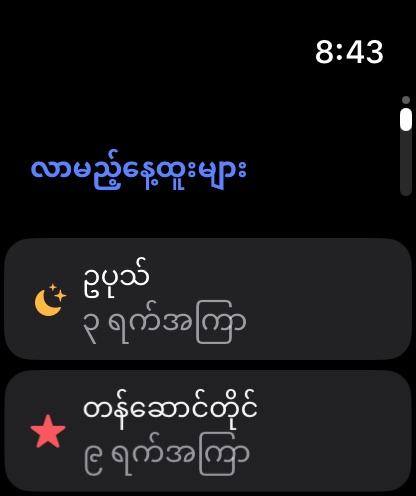 8:43
လာမည့်နေ့ထူးများ
ဥပုသ်
၃ ရက်အကြာ
တန်ဆောင်တိုင်
၉ ရက်အကြာ